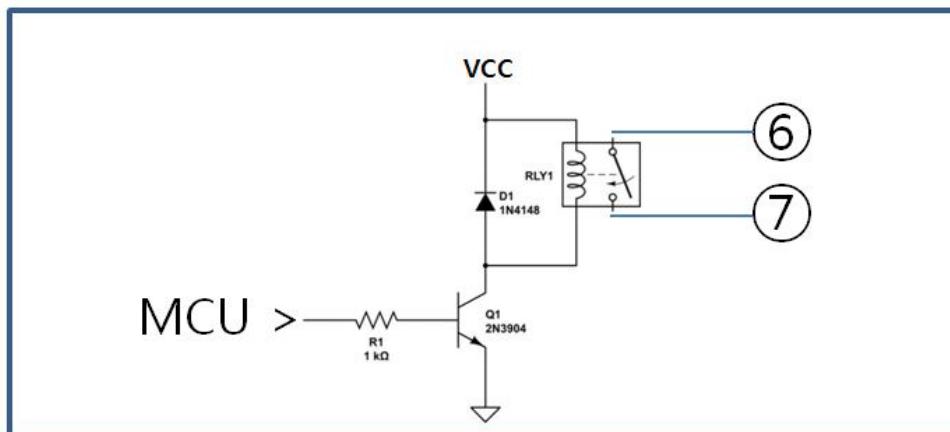 VCC
⑥
RLY1
D1
1N4148
⑦
MCU >
Q1
2N3904
R1
1 kΩ